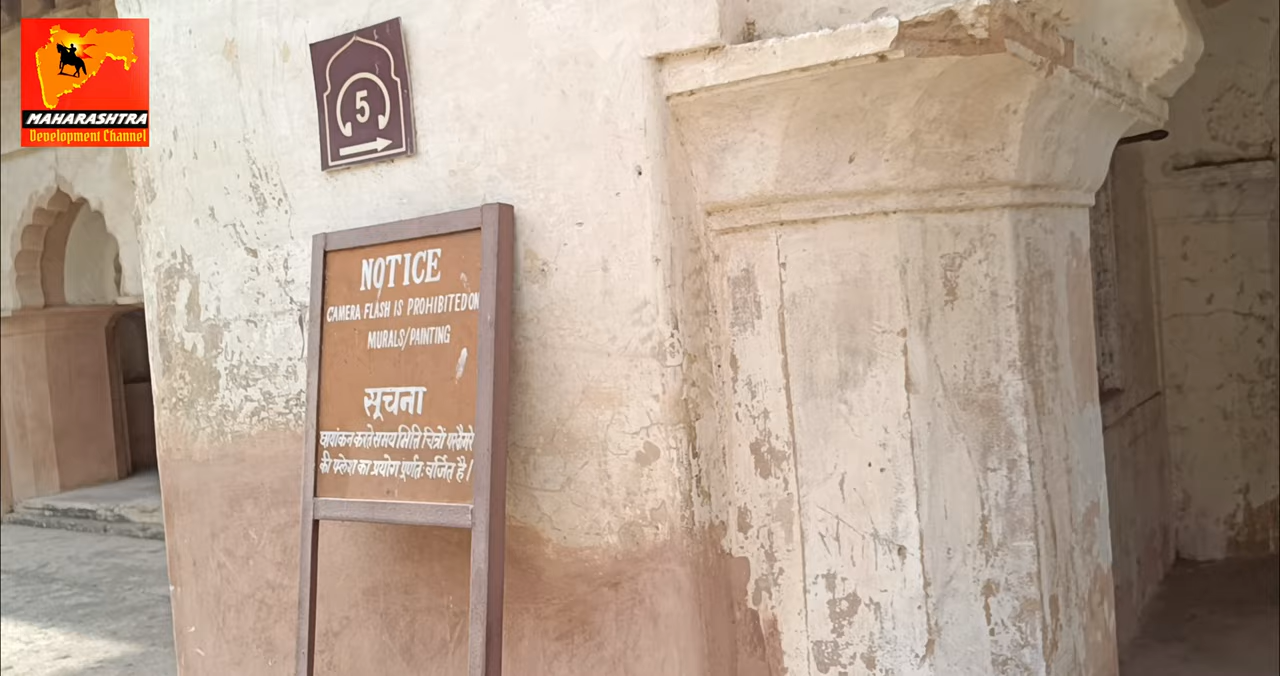 MAHARASHTRA
Development Channel
5
NOTICE
CAMERA FLASH IS PROHIBITED ON
MURALS/PAINTING
सूचना
छायांकन करते समय भित्ति चित्रों पर कैमरे
की फ्लेश का प्रयोग पूर्णतः वर्जित है।